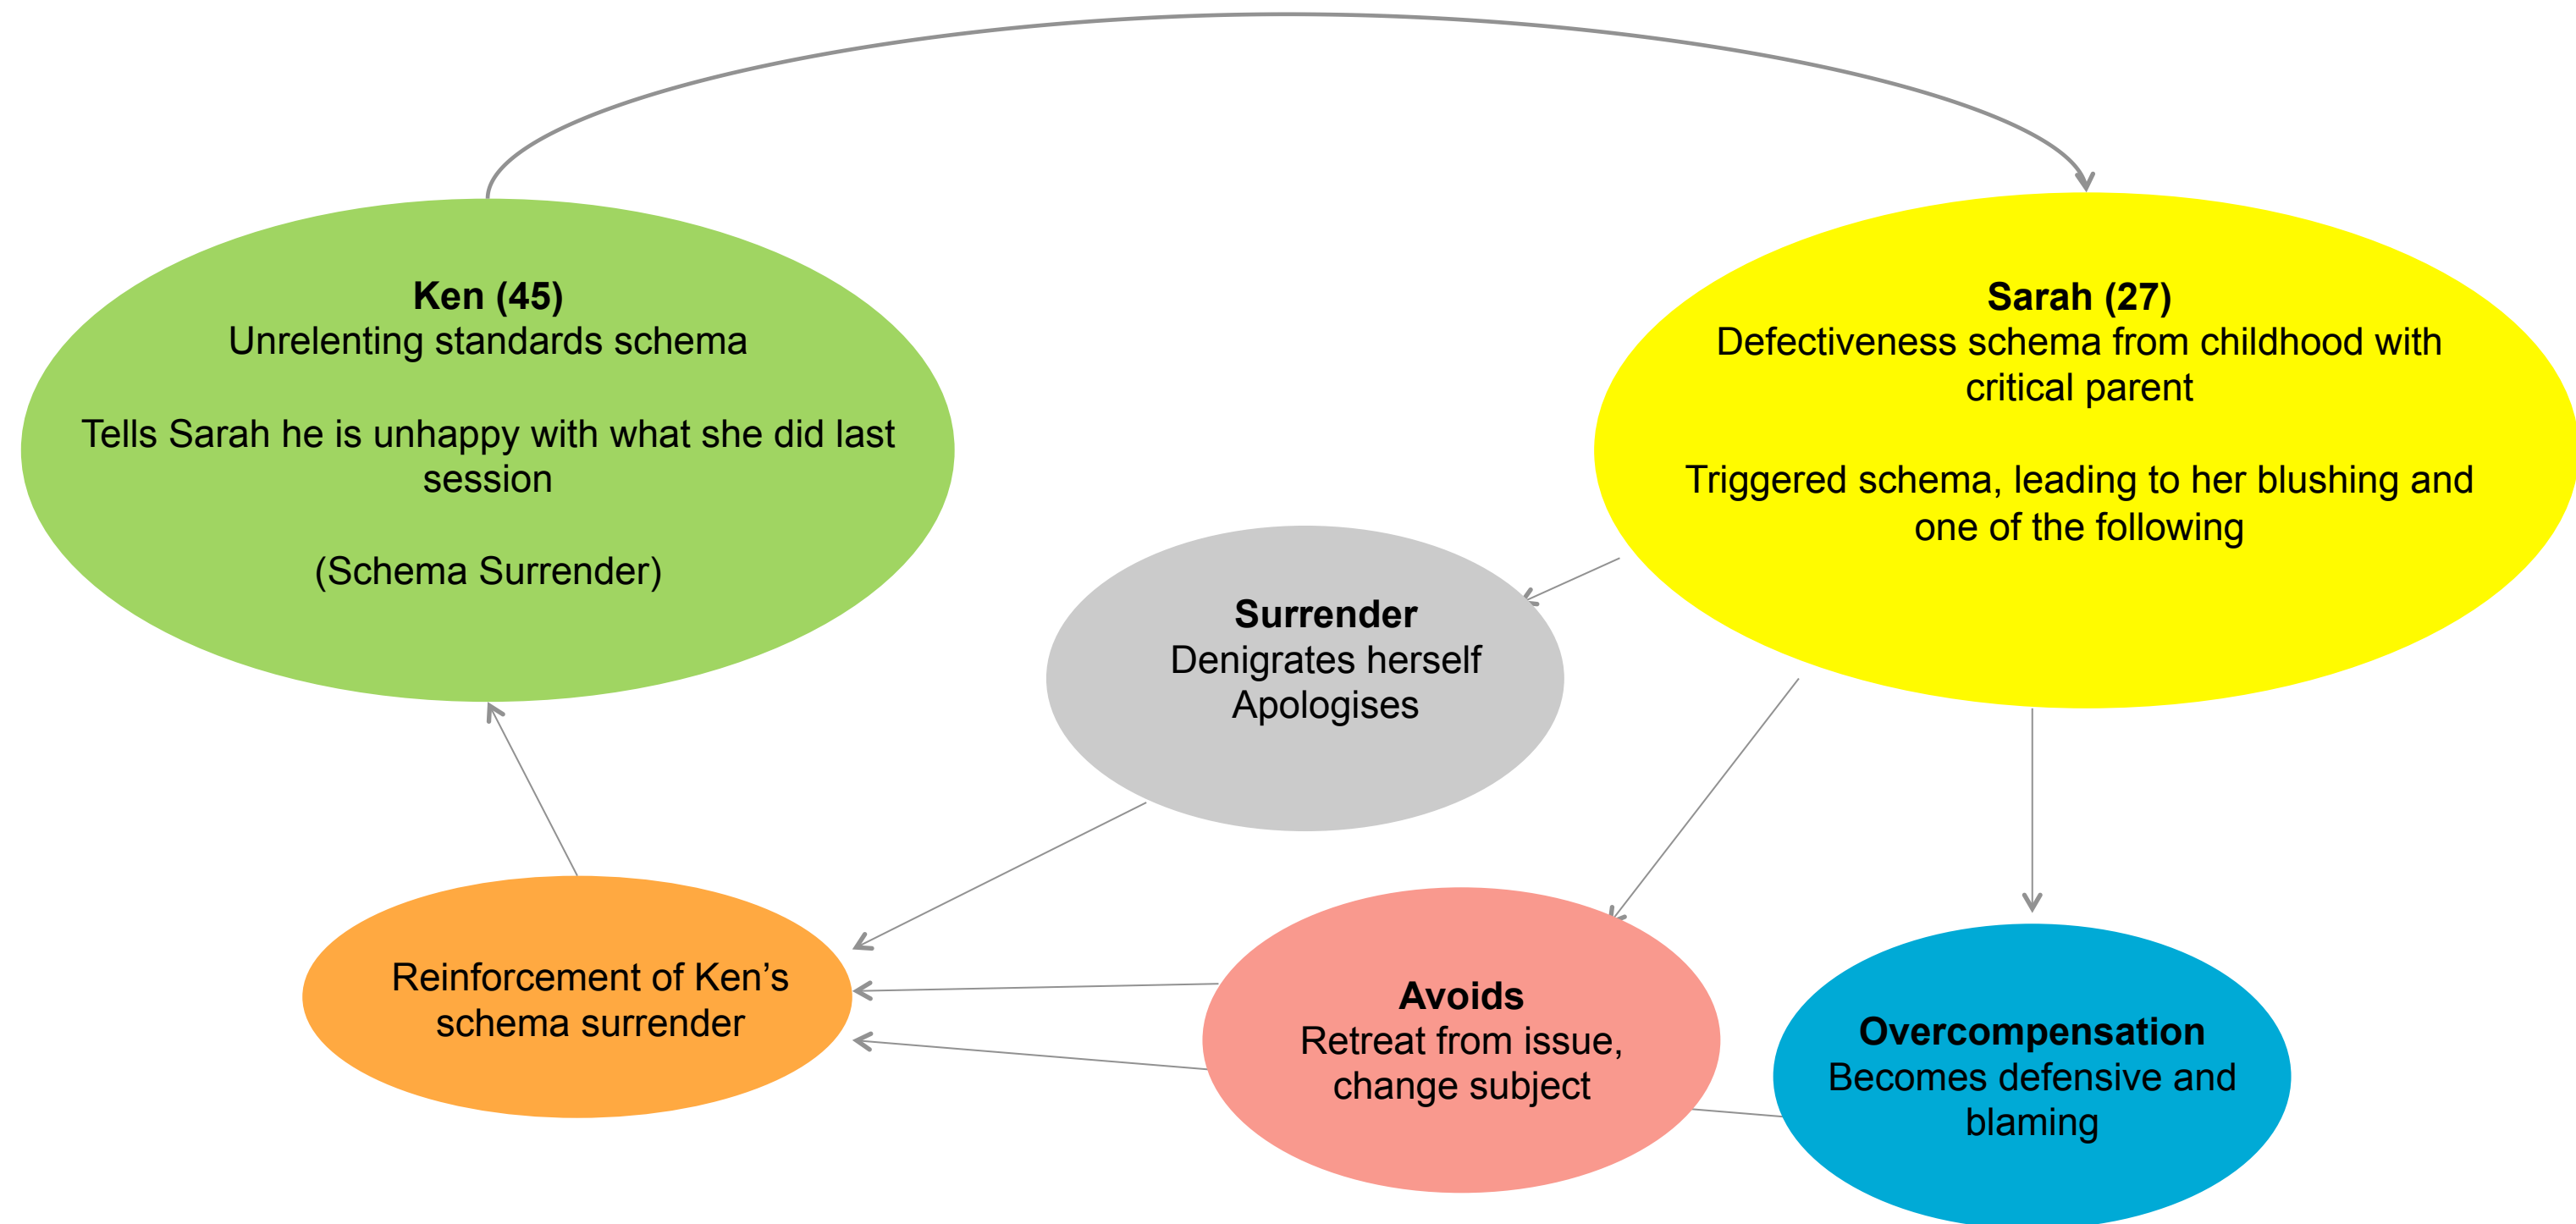 Ken (45)
Unrelenting standards schema
Tells Sarah he is unhappy with what she did last
session
(Schema Surrender)
Sarah (27)
Defectiveness schema from childhood with
critical parent
Triggered schema, leading to her blushing and
one of the following
Surrender
Denigrates herself
Apologises
Reinforcement of Ken’s
schema surrender
Avoids
Retreat from issue,
change subject
Overcompensation
Becomes defensive and
blaming